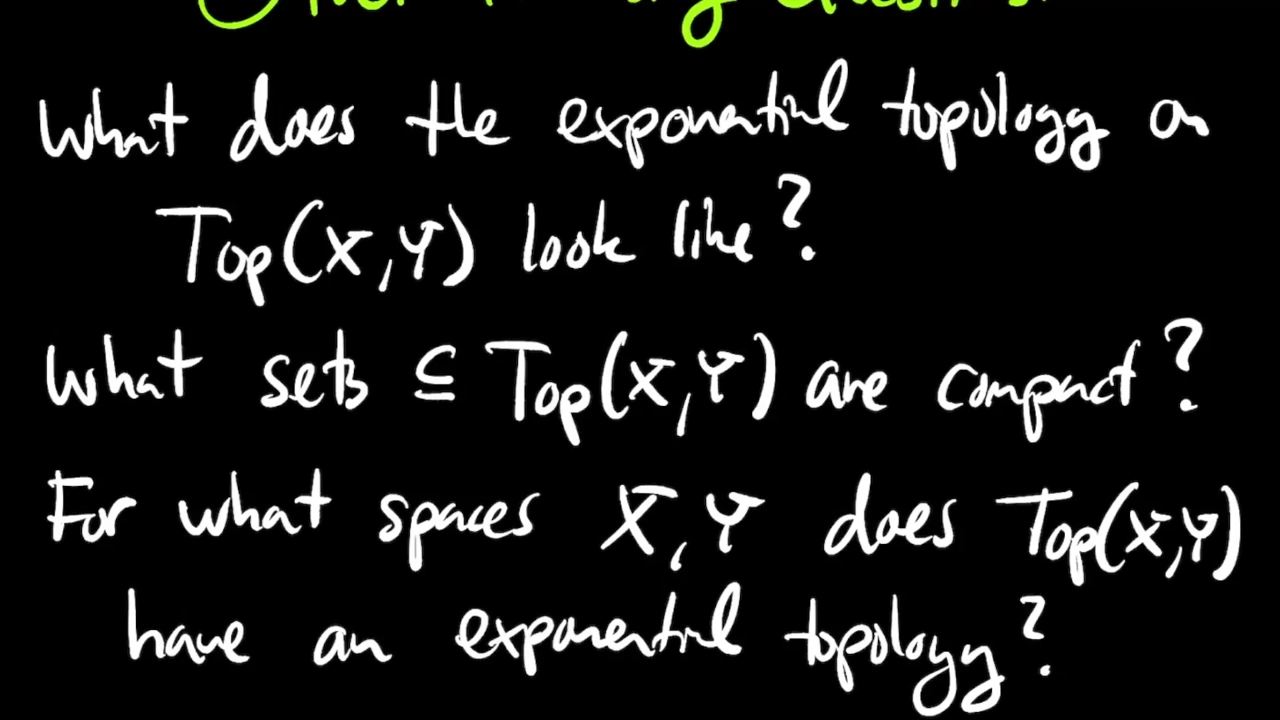 What does the exponential topology on
Top(X,Y) look like?
What sets ⊆ Top(X,Y) are compact?
For what spaces X,Y does Top(X,Y)
have an exponential topology?